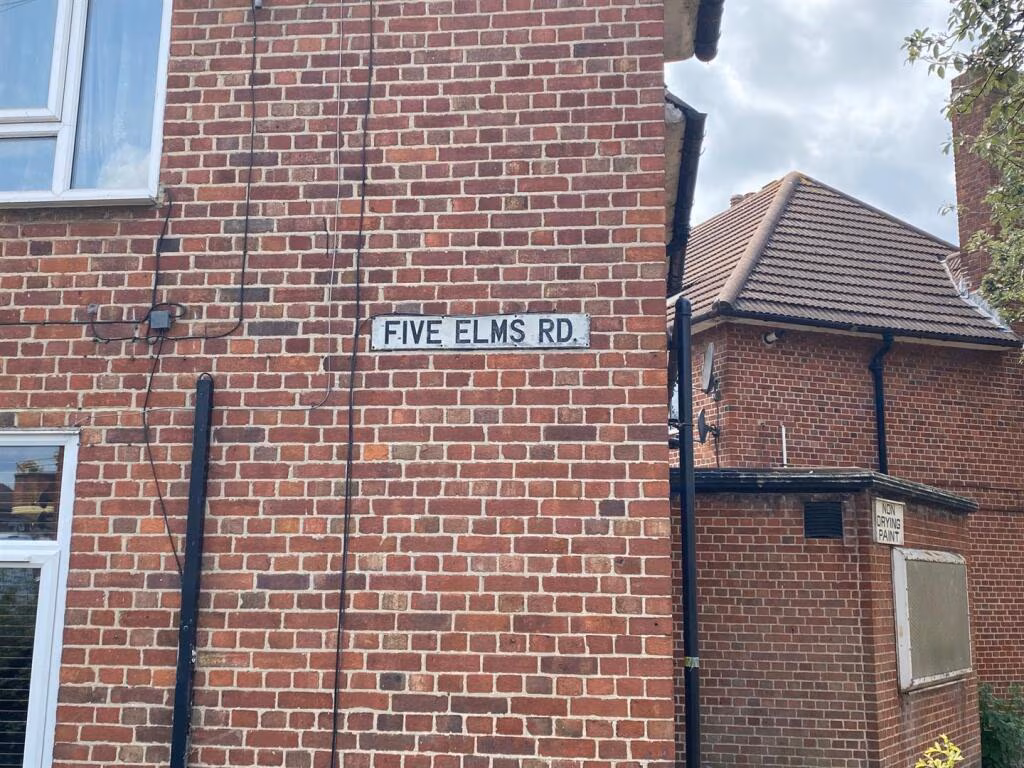 FIVE ELMS RD.
NON
DRYING
PAINT